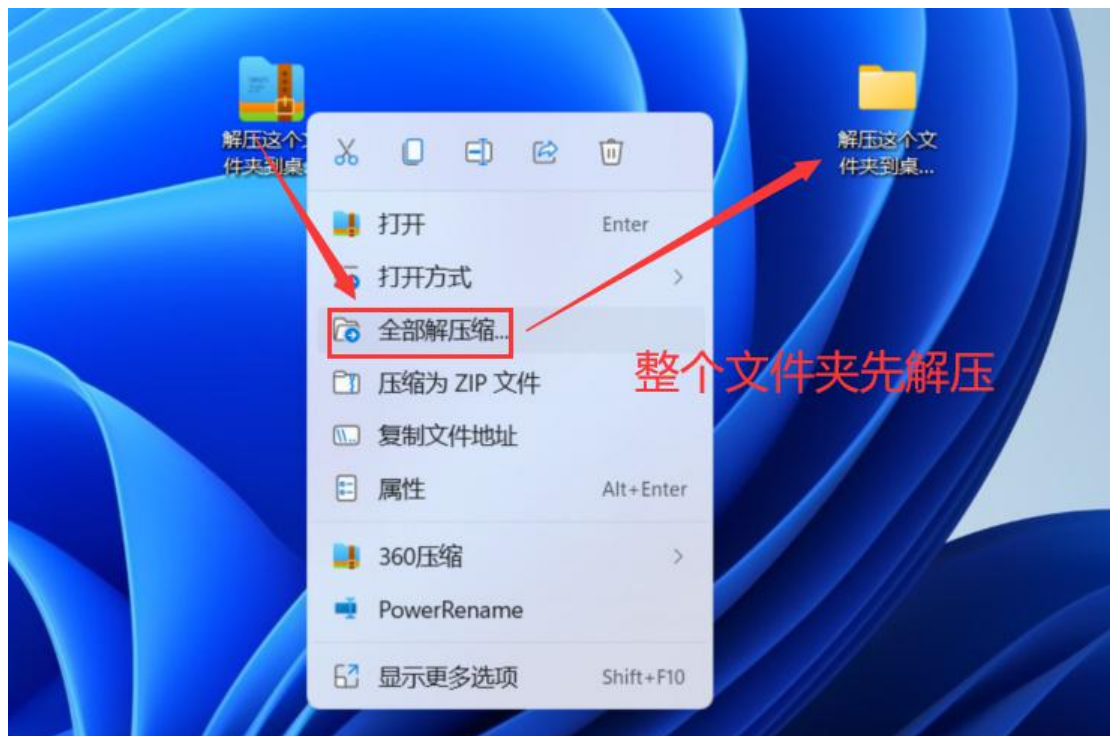 解压这个
件夹到桌
解压这个文
件夹到桌...
打开 Enter
打开方式
全部解压缩...
整个文件夹先解压
压缩为 ZIP 文件
复制文件地址
属性 Alt+Enter
360压缩
PowerRename
显示更多选项 Shift+F10